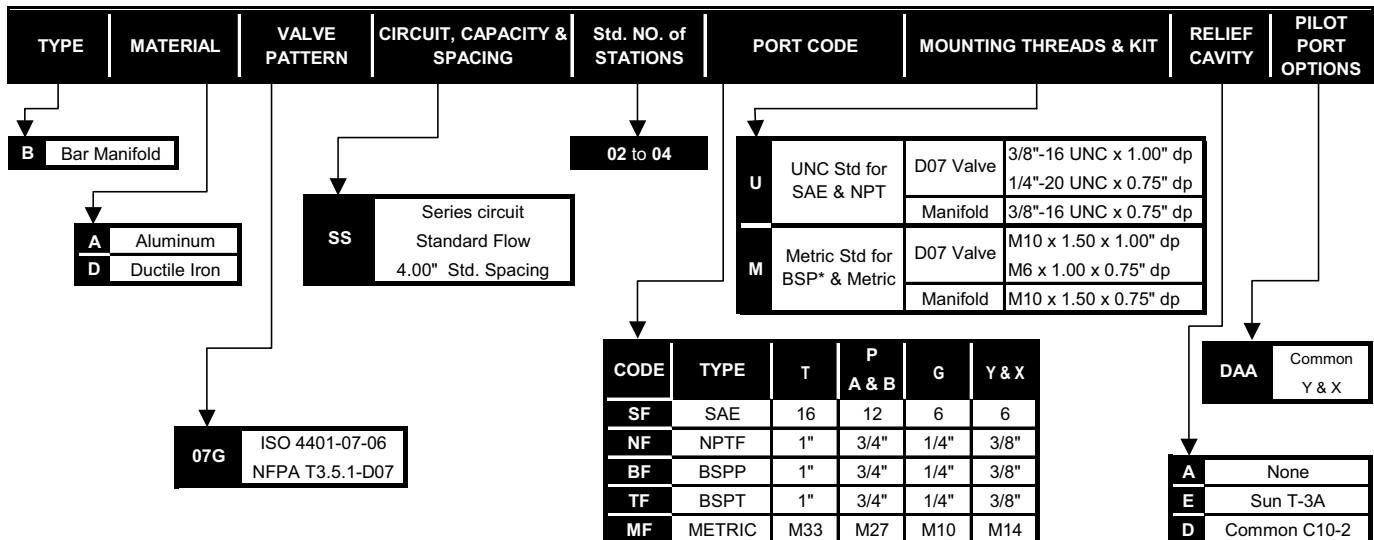 TYPE MATERIAL VALVE PATTERN CIRCUIT, CAPACITY & SPACING Std. NO. of STATIONS PORT CODE MOUNTING THREADS & KIT RELIEF CAVITY PILOT PORT OPTIONS
B Bar Manifold
A Aluminum
D Ductile Iron
07G ISO 4401-07-06
NFPA T3.5.1-D07
SS Series circuit
Standard Flow
4.00" Std. Spacing
02 to 04
U UNC Std for SAE & NPT D07 Valve 3/8"-16 UNC x 1.00" dp
1/4"-20 UNC x 0.75" dp
Manifold 3/8"-16 UNC x 0.75" dp
M Metric Std for BSP* & Metric D07 Valve M10 x 1.50 x 1.00" dp
M6 x 1.00 x 0.75" dp
Manifold M10 x 1.50 x 0.75" dp
CODE TYPE T P A & B G Y & X
SF SAE 16 12 6 6
NF NPTF 1" 3/4" 1/4" 3/8"
BF BSPP 1" 3/4" 1/4" 3/8"
TF BSPT 1" 3/4" 1/4" 3/8"
MF METRIC M33 M27 M10 M14
DAA Common
Y & X
A None
E Sun T-3A
D Common C10-2